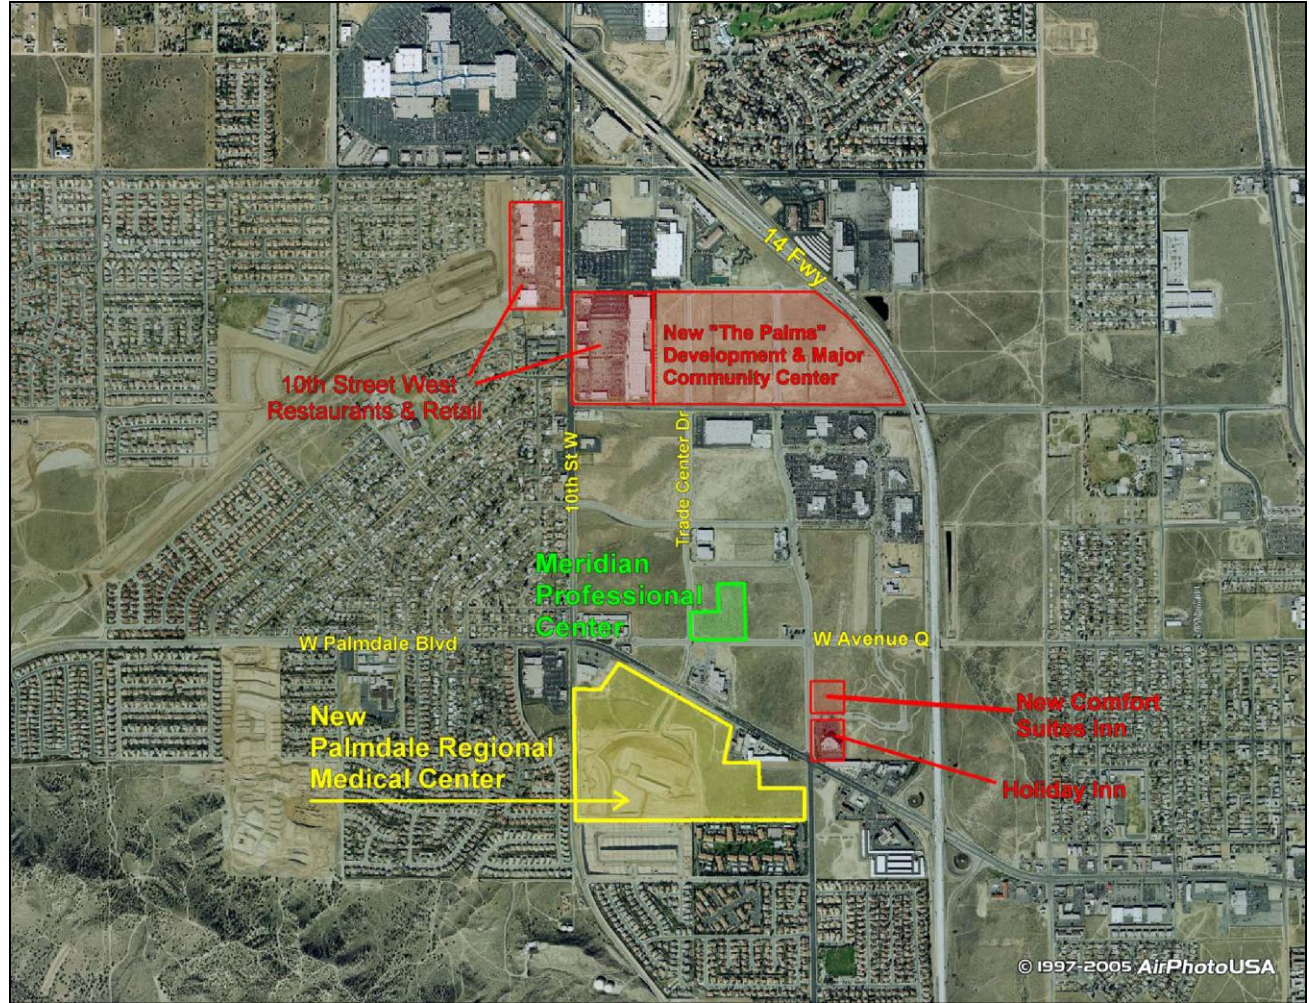 14 Fwy
New "The Palms"
Development & Major
Community Center
10th Street West
Restaurants & Retail
10th St W
Trade Center Dr
Meridian
Professional
Center
W Palmdale Blvd
W Avenue Q
New
Palmdale Regional
Medical Center
New Comfort
Suites Inn
Holiday Inn
© 1997-2005 AirPhotoUSA